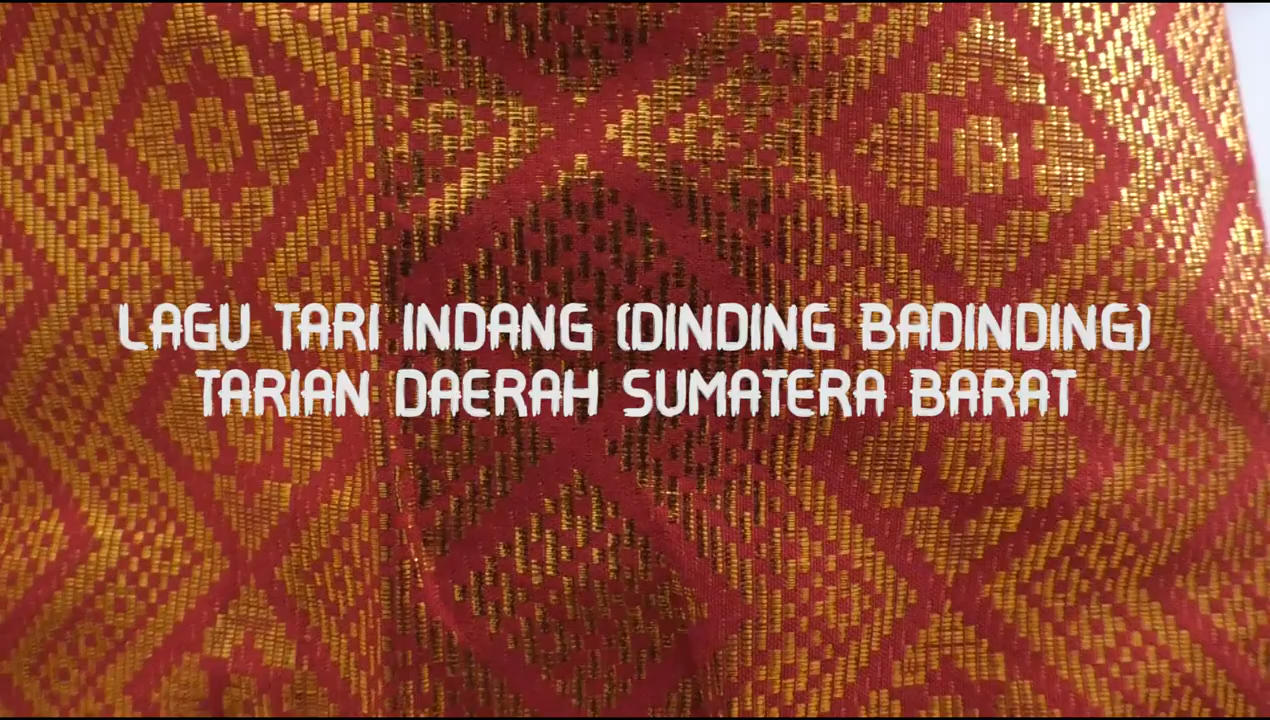 LAGU TARI INDANG (DINDING BADINDING)
TARIAN DAERAH SUMATERA BARAT